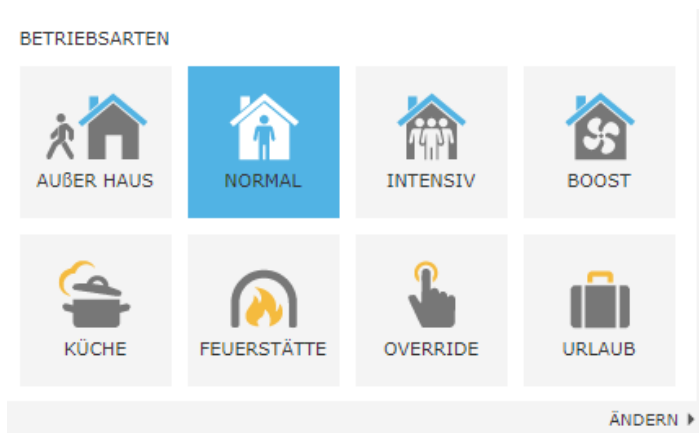 BETRIEBSARTEN
AUßER HAUS
NORMAL
INTENSIV
BOOST
KÜCHE
FEUERSTÄTTE
OVERRIDE
URLAUB
ÄNDERN